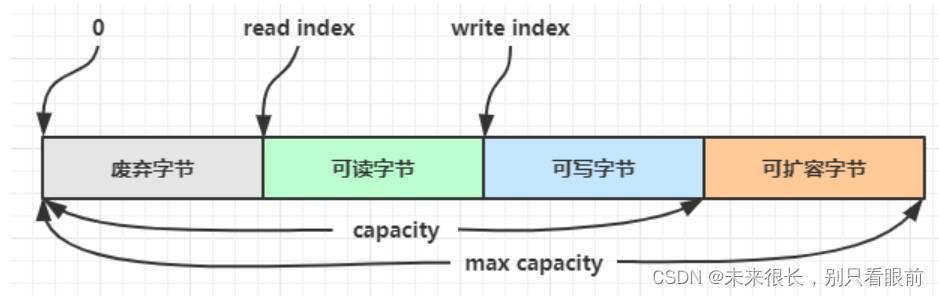 0 read index write index
废弃字节 可读字节 可写字节 可扩容字节
capacity
max capacity
CSDN @未来很长，别只看眼前